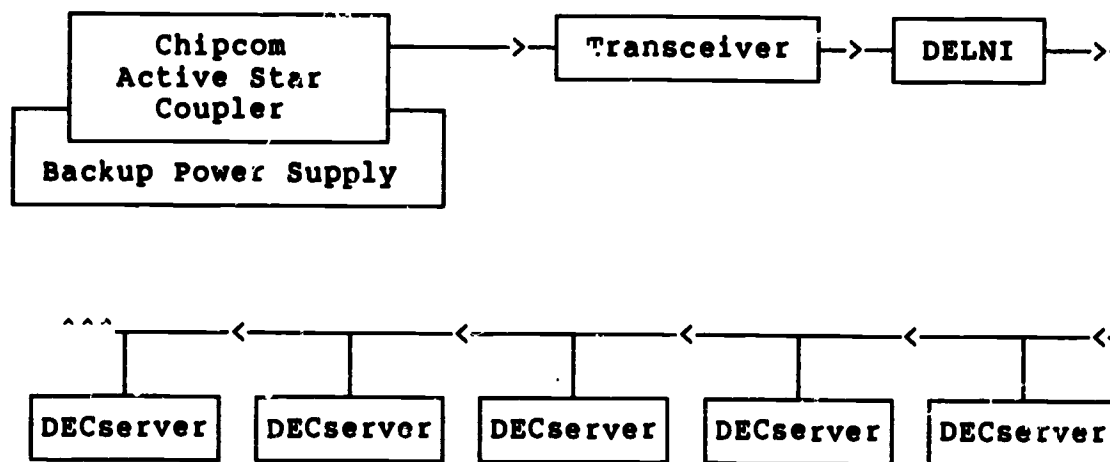 Chipcom
Active Star
Coupler
Backup Power Supply
> Transceiver > DELNI >
^^^ < < < < <
DECserver DECserver DECserver DECserver DECserver